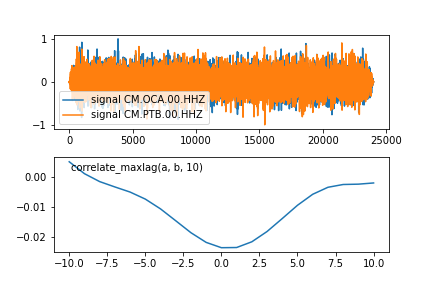 1
0
−1
signal CM.OCA.00.HHZ
signal CM.PTB.00.HHZ
0 5000 10000 15000 20000 25000
correlate_maxlag(a, b, 10)
0.00
−0.01
−0.02
−10.0 −7.5 −5.0 −2.5 0.0 2.5 5.0 7.5 10.0